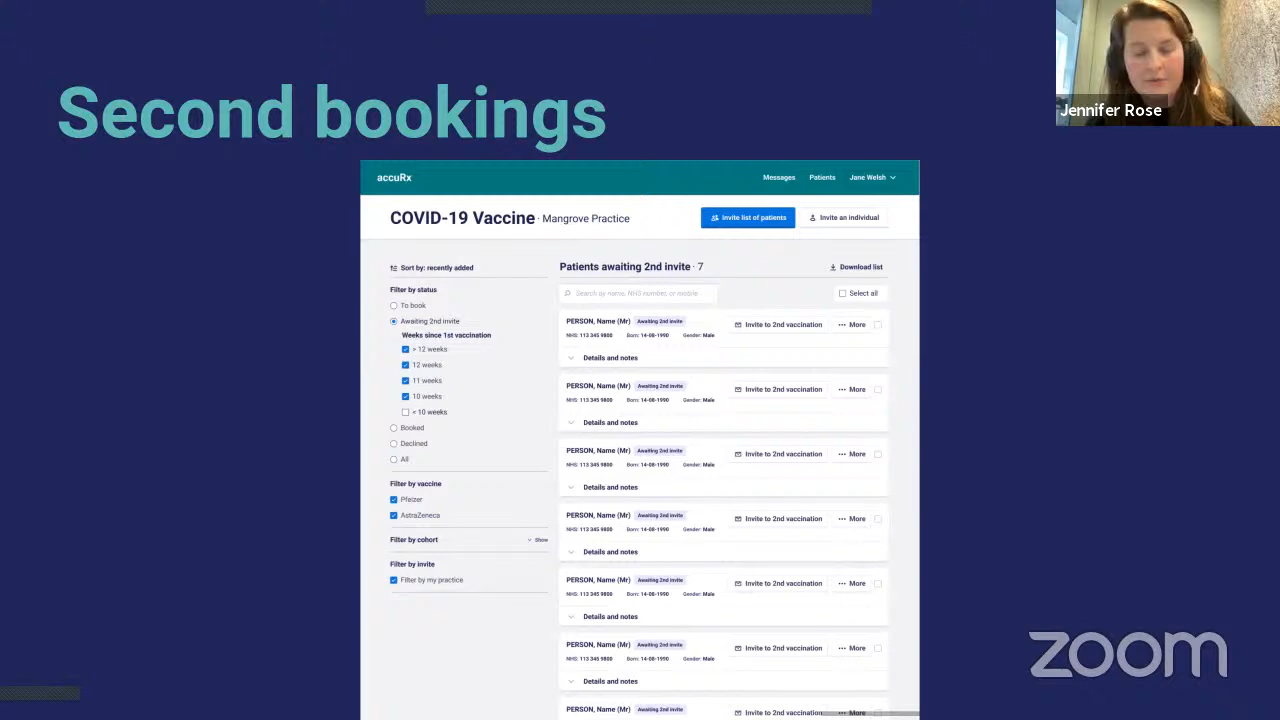 Second bookings
Jennifer Rose
accuRx
Messages Patients Jane Welsh
COVID-19 Vaccine · Mangrove Practice
Invite list of patients Invite an individual
Sort by: recently added
Filter by status
To book
Awaiting 2nd invite
Weeks since 1st vaccination
> 12 weeks
12 weeks
11 weeks
10 weeks
< 10 weeks
Booked
Declined
All
Filter by vaccine
Pfeizer
AstraZeneca
Filter by cohort Show
Filter by invite
Filter by my practice
Patients awaiting 2nd invite · 7 Download list
Search by name, NHS number, or mobile Select all
PERSON, Name (Mr) Awaiting 2nd invite Invite to 2nd vaccination ••• More
NHS: 113 345 9800 Born: 14-08-1990 Gender: Male
Details and notes
PERSON, Name (Mr) Awaiting 2nd invite Invite to 2nd vaccination ••• More
NHS: 113 345 9800 Born: 14-08-1990 Gender: Male
Details and notes
PERSON, Name (Mr) Awaiting 2nd invite Invite to 2nd vaccination ••• More
NHS: 113 345 9800 Born: 14-08-1990 Gender: Male
Details and notes
PERSON, Name (Mr) Awaiting 2nd invite Invite to 2nd vaccination ••• More
NHS: 113 345 9800 Born: 14-08-1990 Gender: Male
Details and notes
PERSON, Name (Mr) Awaiting 2nd invite Invite to 2nd vaccination ••• More
NHS: 113 345 9800 Born: 14-08-1990 Gender: Male
Details and notes
PERSON, Name (Mr) Awaiting 2nd invite Invite to 2nd vaccination ••• More
NHS: 113 345 9800 Born: 14-08-1990 Gender: Male
Details and notes
PERSON, Name (Mr) Awaiting 2nd invite Invite to 2nd vaccination ••• More
zoom